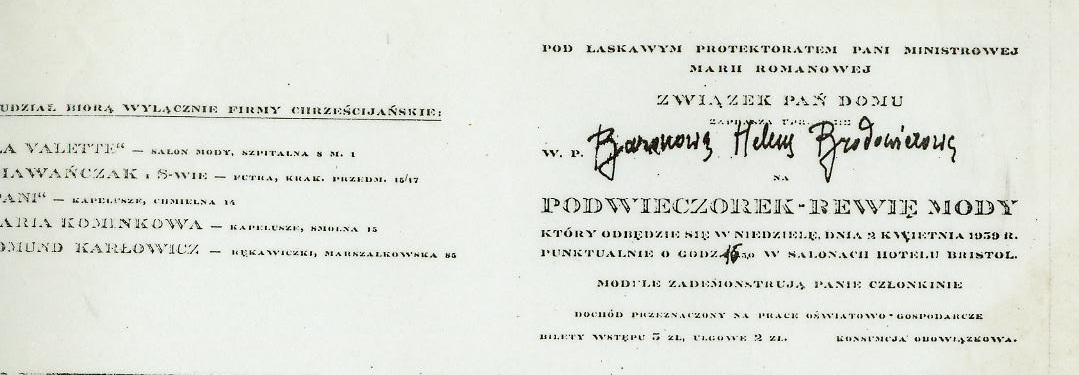 UDZIAŁ BIORĄ WYŁĄCZNIE FIRMY CHRZEŚCIJAŃSKIE:
LA VALETTE“ — SALON MODY, SZPITALNA 8 M. 1
HAWAŃCZAK i S-WIE — FUTRA, KRAK. PRZEDM. 15/17
PANI“ — KAPELUSZE, CHMIELNA 14
ARIA KOMINKOWA — KAPELUSZE, SMOLNA 15
DMUND KARŁOWICZ — RĘKAWICZKI, MARSZAŁKOWSKA 85
POD ŁASKAWYM PROTEKTORATEM PANI MINISTROWEJ
MARII ROMANOWEJ
ZWIĄZEK PAŃ DOMU
ZAPRASZA
W. P. Baronową Helenę Brodowiczową
NA
PODWIECZOREK-REWIĘ MODY
KTÓRY ODBĘDZIE SIĘ W NIEDZIELĘ, DNIA 2 KWIETNIA 1939 R.
PUNKTUALNIE O GODZ. W SALONACH HOTELU BRISTOL.
MODELE ZADEMONSTRUJĄ PANIE CZŁONKINIE
DOCHÓD PRZEZNACZONY NA PRACE OŚWIATOWO-GOSPODARCZE
BILETY WSTĘPU 5 ZŁ, ULGOWE 2 ZŁ. KONSUMCJA OBOWIĄZKOWA.